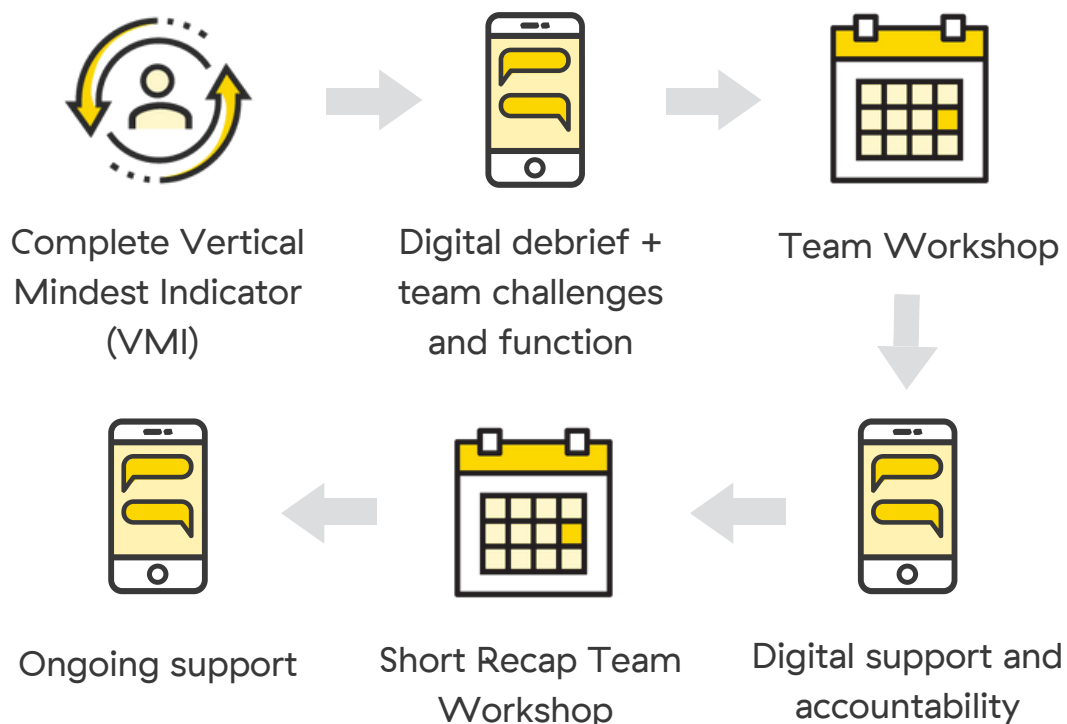 Complete Vertical
Mindest Indicator
(VMI)
Digital debrief +
team challenges
and function
Team Workshop
Digital support and
accountability
Short Recap Team
Workshop
Ongoing support